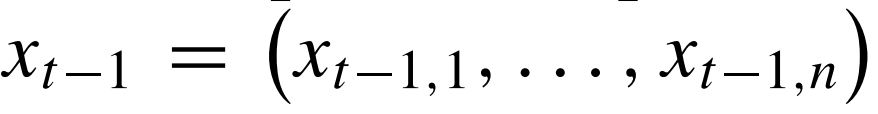 x_{t−1} = (x_{t−1,1}, . . . , x_{t−1,n})